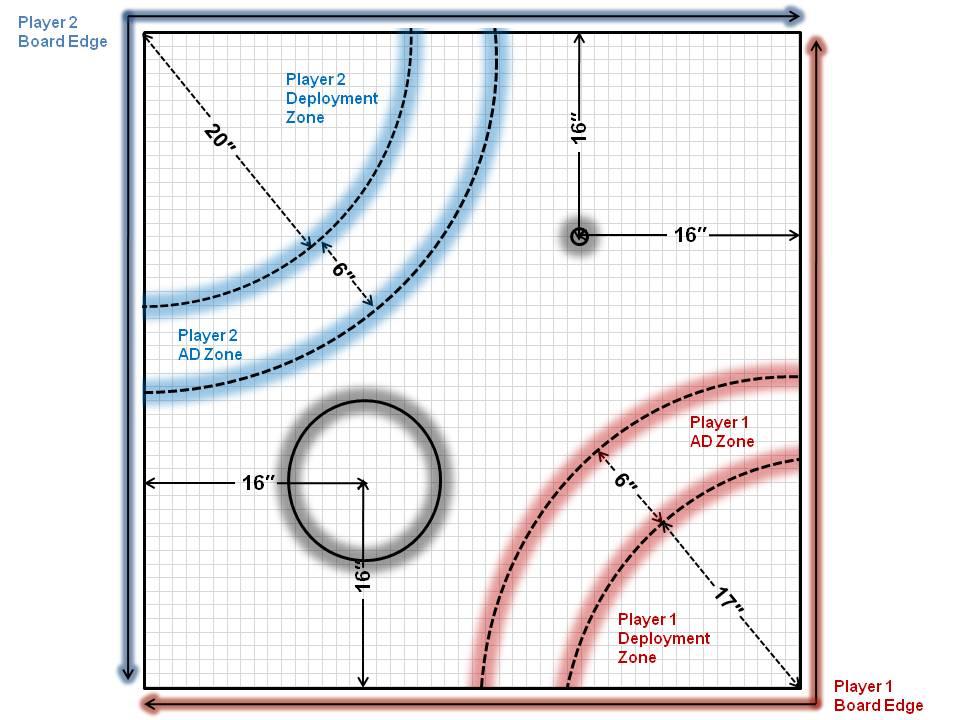 Player 2
Board Edge
Player 2
Deployment
Zone
20″
16″
16″
6″
Player 2
AD Zone
Player 1
AD Zone
16″
6″
16″
17″
Player 1
Deployment
Zone
Player 1
Board Edge